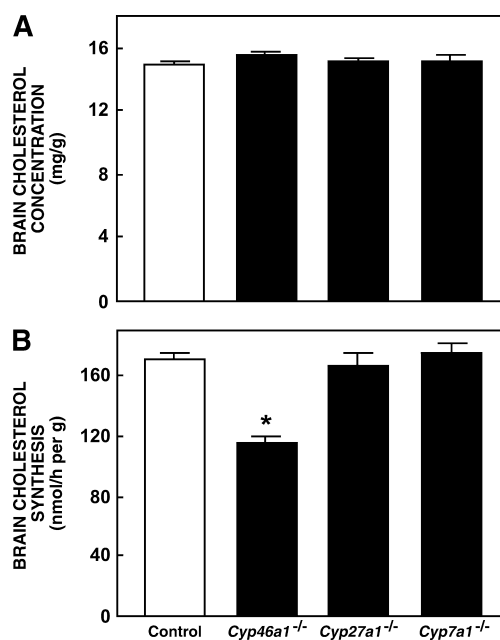 A
BRAIN CHOLESTEROL
CONCENTRATION
(mg/g)
16
12
8
4
0
B
BRAIN CHOLESTEROL
SYNTHESIS
(nmol/h per g)
160
120
80
40
0
*
Control Cyp46a1-/- Cyp27a1-/- Cyp7a1-/-